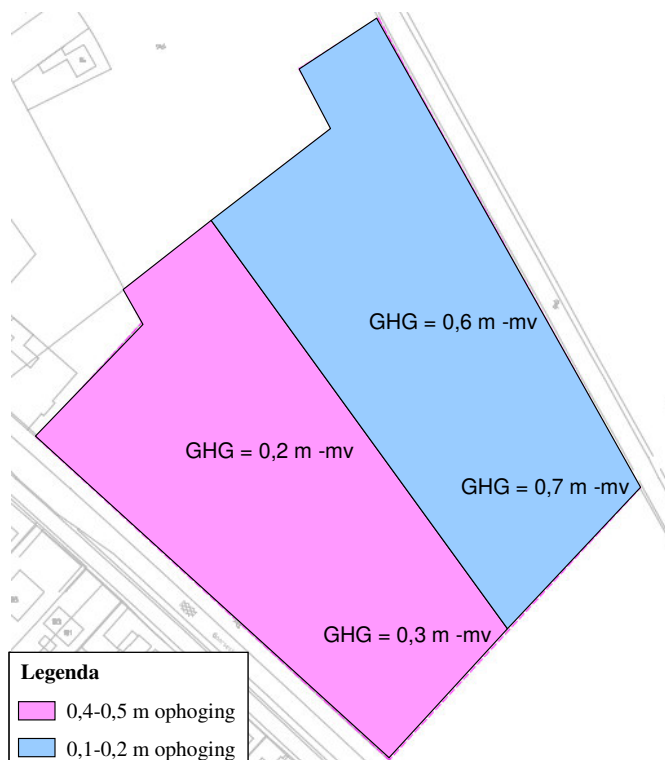 GHG = 0,6 m -mv
GHG = 0,2 m -mv
GHG = 0,7 m -mv
GHG = 0,3 m -mv
Legenda
0,4-0,5 m ophoging
0,1-0,2 m ophoging